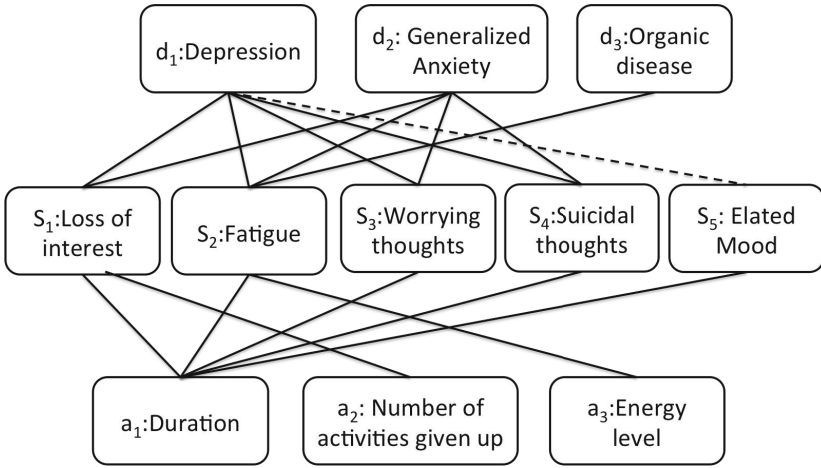 d₁:Depression
d₂: Generalized
Anxiety
d₃:Organic
disease
S₁:Loss of
interest
S₂:Fatigue
S₃:Worrying
thoughts
S₄:Suicidal
thoughts
S₅: Elated
Mood
a₁:Duration
a₂: Number of
activities given up
a₃:Energy
level